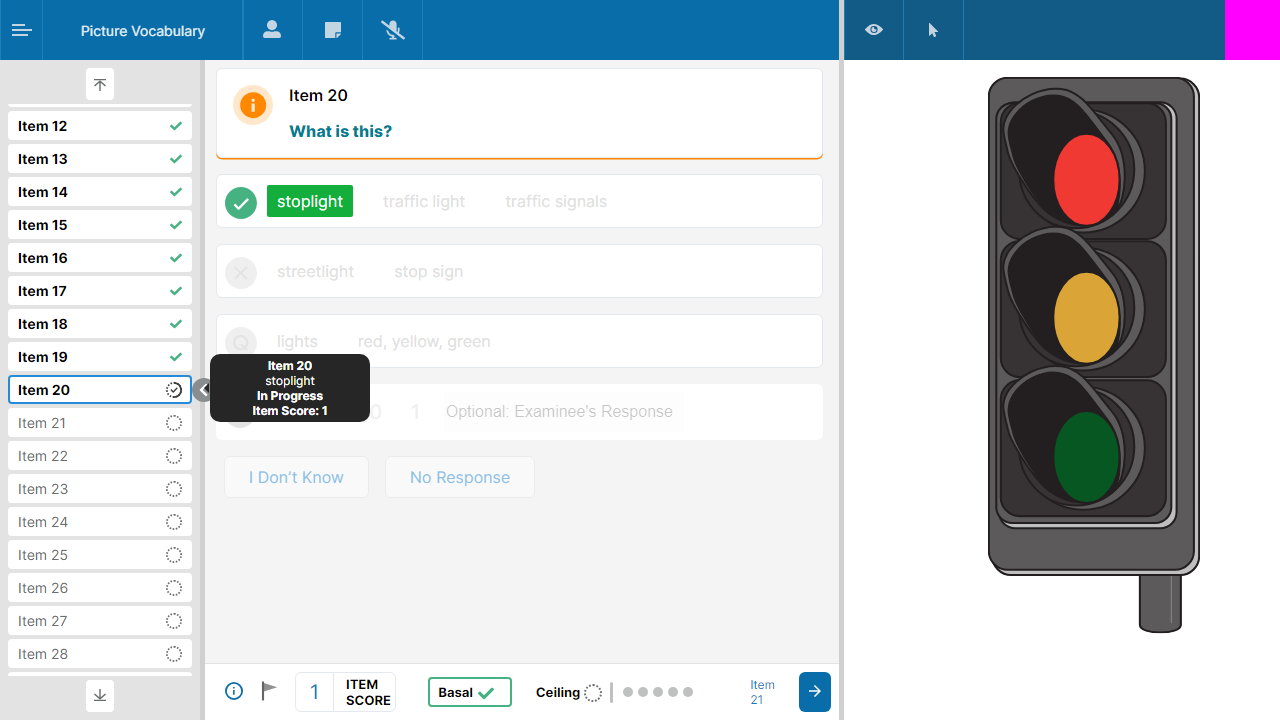 Picture Vocabulary
Item 12
Item 13
Item 14
Item 15
Item 16
Item 17
Item 18
Item 19
Item 20
Item 21
Item 22
Item 23
Item 24
Item 25
Item 26
Item 27
Item 28
Item 20
What is this?
stoplight traffic light traffic signals
streetlight stop sign
Q lights red, yellow, green
Item 20
stoplight
In Progress
Item Score: 1
1 Optional: Examinee's Response
I Don't Know No Response
1 ITEM SCORE
Basal
Ceiling
Item 21